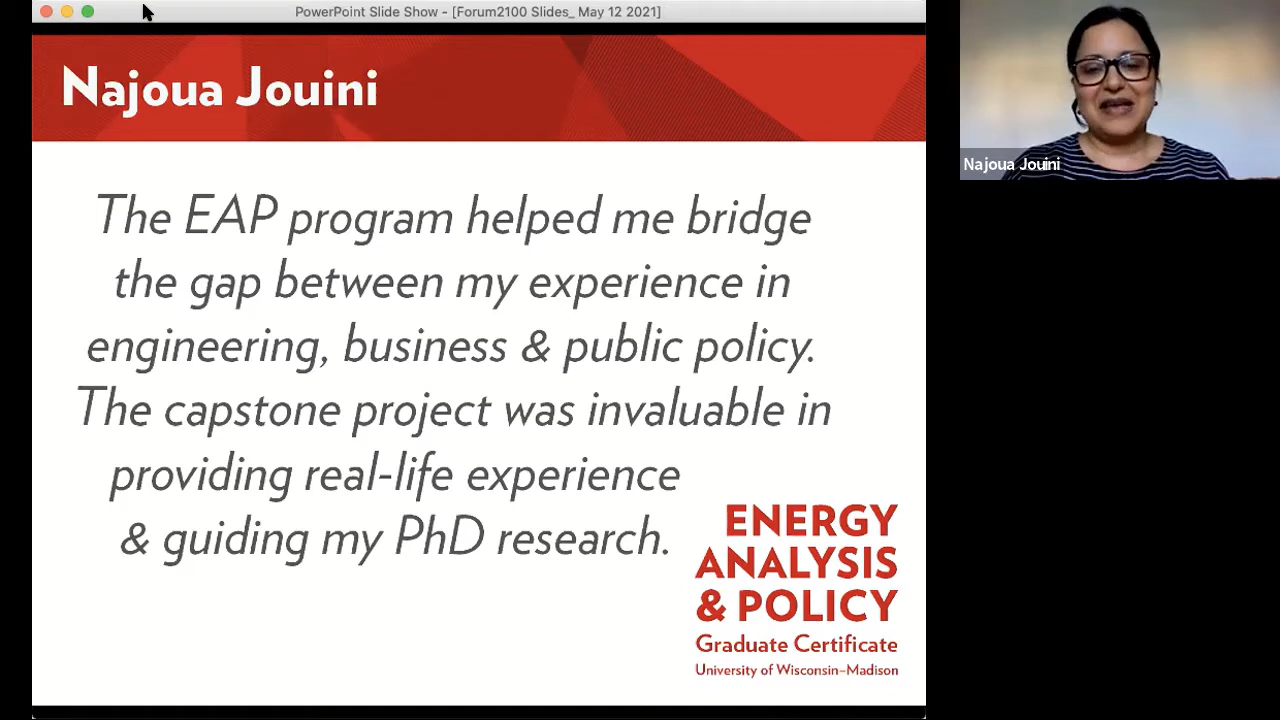 PowerPoint Slide Show - [Forum2100 Slides_ May 12 2021]
Najoua Jouini
The EAP program helped me bridge
the gap between my experience in
engineering, business & public policy.
The capstone project was invaluable in
providing real-life experience
& guiding my PhD research.
ENERGY
ANALYSIS
& POLICY
Graduate Certificate
University of Wisconsin–Madison
Najoua Jouini